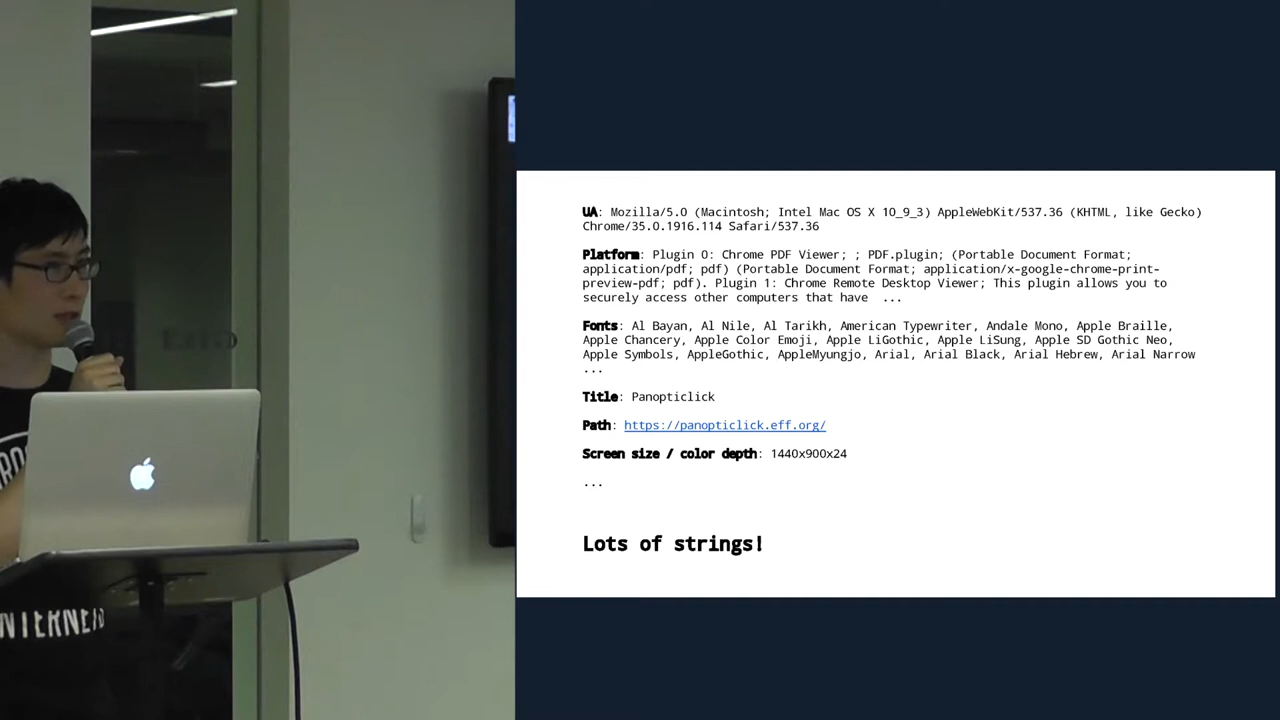 UA: Mozilla/5.0 (Macintosh; Intel Mac OS X 10_9_3) AppleWebKit/537.36 (KHTML, like Gecko)
Chrome/35.0.1916.114 Safari/537.36
Platform: Plugin 0: Chrome PDF Viewer; ; PDF.plugin; (Portable Document Format;
application/pdf; pdf) (Portable Document Format; application/x-google-chrome-print-
preview-pdf; pdf). Plugin 1: Chrome Remote Desktop Viewer; This plugin allows you to
securely access other computers that have ...
Fonts: Al Bayan, Al Nile, Al Tarikh, American Typewriter, Andale Mono, Apple Braille,
Apple Chancery, Apple Color Emoji, Apple LiGothic, Apple LiSung, Apple SD Gothic Neo,
Apple Symbols, AppleGothic, AppleMyungjo, Arial, Arial Black, Arial Hebrew, Arial Narrow
...
Title: Panopticlick
Path: https://panopticlick.eff.org/
Screen size / color depth: 1440x900x24
...
Lots of strings!